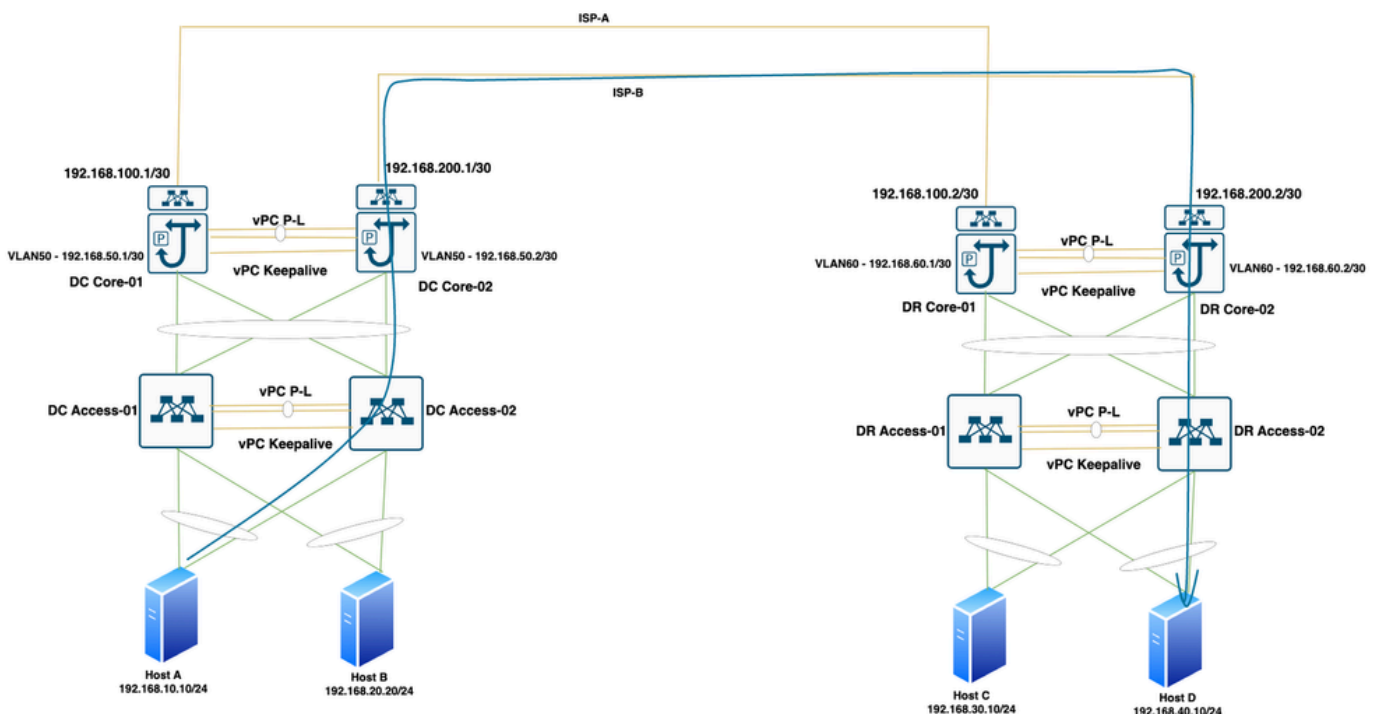 ISP-A
ISP-B
192.168.100.1/30
192.168.200.1/30
192.168.100.2/30
192.168.200.2/30
vPC P-L
P
P
VLAN50 - 192.168.50.1/30
VLAN50 - 192.168.50.2/30
vPC Keepalive
DC Core-01
DC Core-02
vPC P-L
P
P
VLAN60 - 192.168.60.1/30
VLAN60 - 192.168.60.2/30
vPC Keepalive
DR Core-01
DR Core-02
vPC P-L
DC Access-01
DC Access-02
vPC Keepalive
vPC P-L
DR Access-01
DR Access-02
vPC Keepalive
Host A
192.168.10.10/24
Host B
192.168.20.20/24
Host C
192.168.30.10/24
Host D
192.168.40.10/24